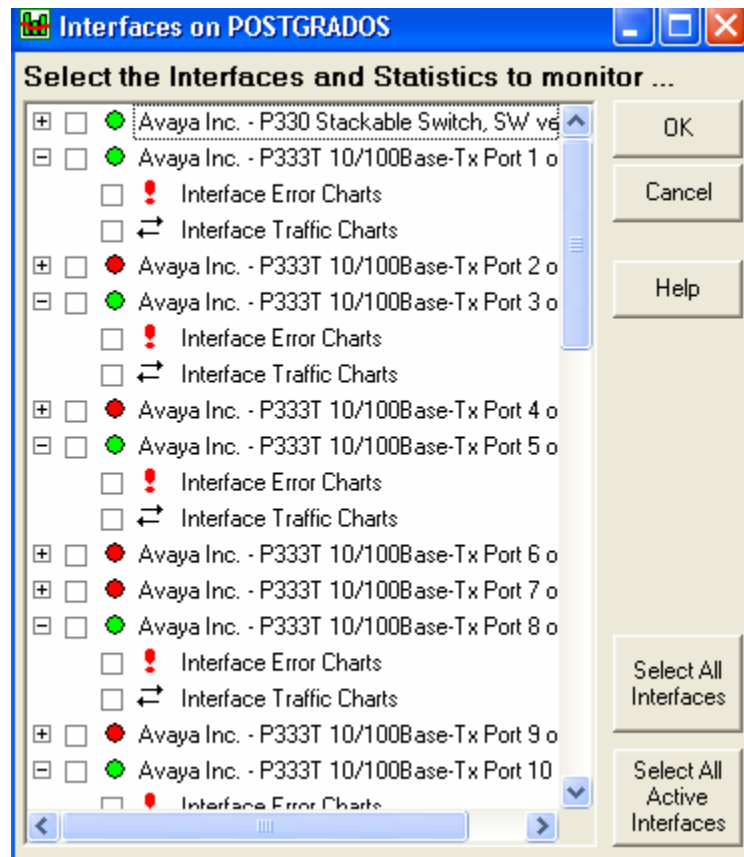 Interfaces on POSTGRADOS
Select the Interfaces and Statistics to monitor ...
Avaya Inc. - P330 Stackable Switch, SW ve
Avaya Inc. - P333T 10/100Base-Tx Port 1 o
Interface Error Charts
Interface Traffic Charts
Avaya Inc. - P333T 10/100Base-Tx Port 2 o
Avaya Inc. - P333T 10/100Base-Tx Port 3 o
Interface Error Charts
Interface Traffic Charts
Avaya Inc. - P333T 10/100Base-Tx Port 4 o
Avaya Inc. - P333T 10/100Base-Tx Port 5 o
Interface Error Charts
Interface Traffic Charts
Avaya Inc. - P333T 10/100Base-Tx Port 6 o
Avaya Inc. - P333T 10/100Base-Tx Port 7 o
Avaya Inc. - P333T 10/100Base-Tx Port 8 o
Interface Error Charts
Interface Traffic Charts
Avaya Inc. - P333T 10/100Base-Tx Port 9 o
Avaya Inc. - P333T 10/100Base-Tx Port 10
Interface Error Charts
OK
Cancel
Help
Select All
Interfaces
Select All
Active
Interfaces